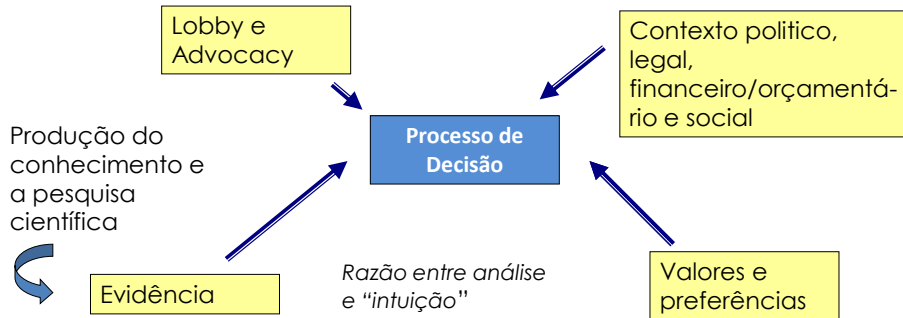 Lobby e
Advocacy
Contexto politico,
legal,
financeiro/orçamentá-
rio e social
Processo de
Decisão
Produção do
conhecimento e
a pesquisa
científica
Evidência
Razão entre análise
e “intuição”
Valores e
preferências